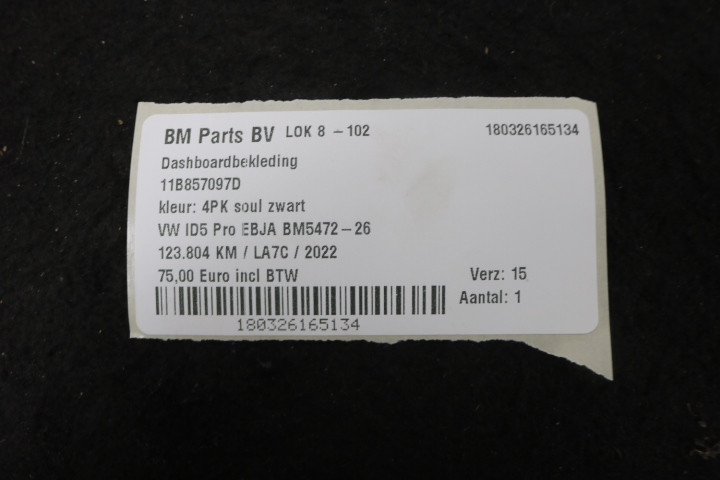 BM Parts BV LOK 8 - 102 180326165134
Dashboardbekleding
11B857097D
kleur: 4PK soul zwart
VW ID5 Pro EBJA BM5472-26
123.804 KM / LA7C / 2022
75,00 Euro incl BTW Verz: 15
Aantal: 1
180326165134